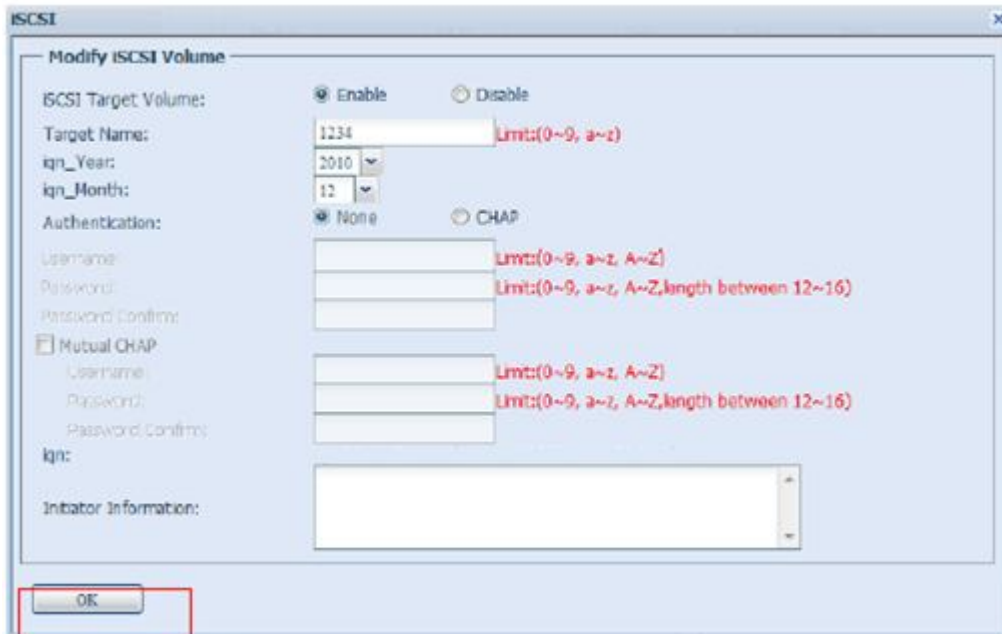 iSCSI
Modify iSCSI Volume
iSCSI Target Volume: Enable Disable
Target Name: 1234 Limit:(0~9, a~z)
iqn_Year: 2010
iqn_Month: 12
Authentication: None CHAP
Username: Limit:(0~9, a~z, A~Z)
Password: Limit:(0~9, a~z, A~Z,length between 12~16)
Password Confirm:
Mutual CHAP
Username: Limit:(0~9, a~z, A~Z)
Password: Limit:(0~9, a~z, A~Z,length between 12~16)
Password Confirm:
iqn:
Initiator Information:
OK